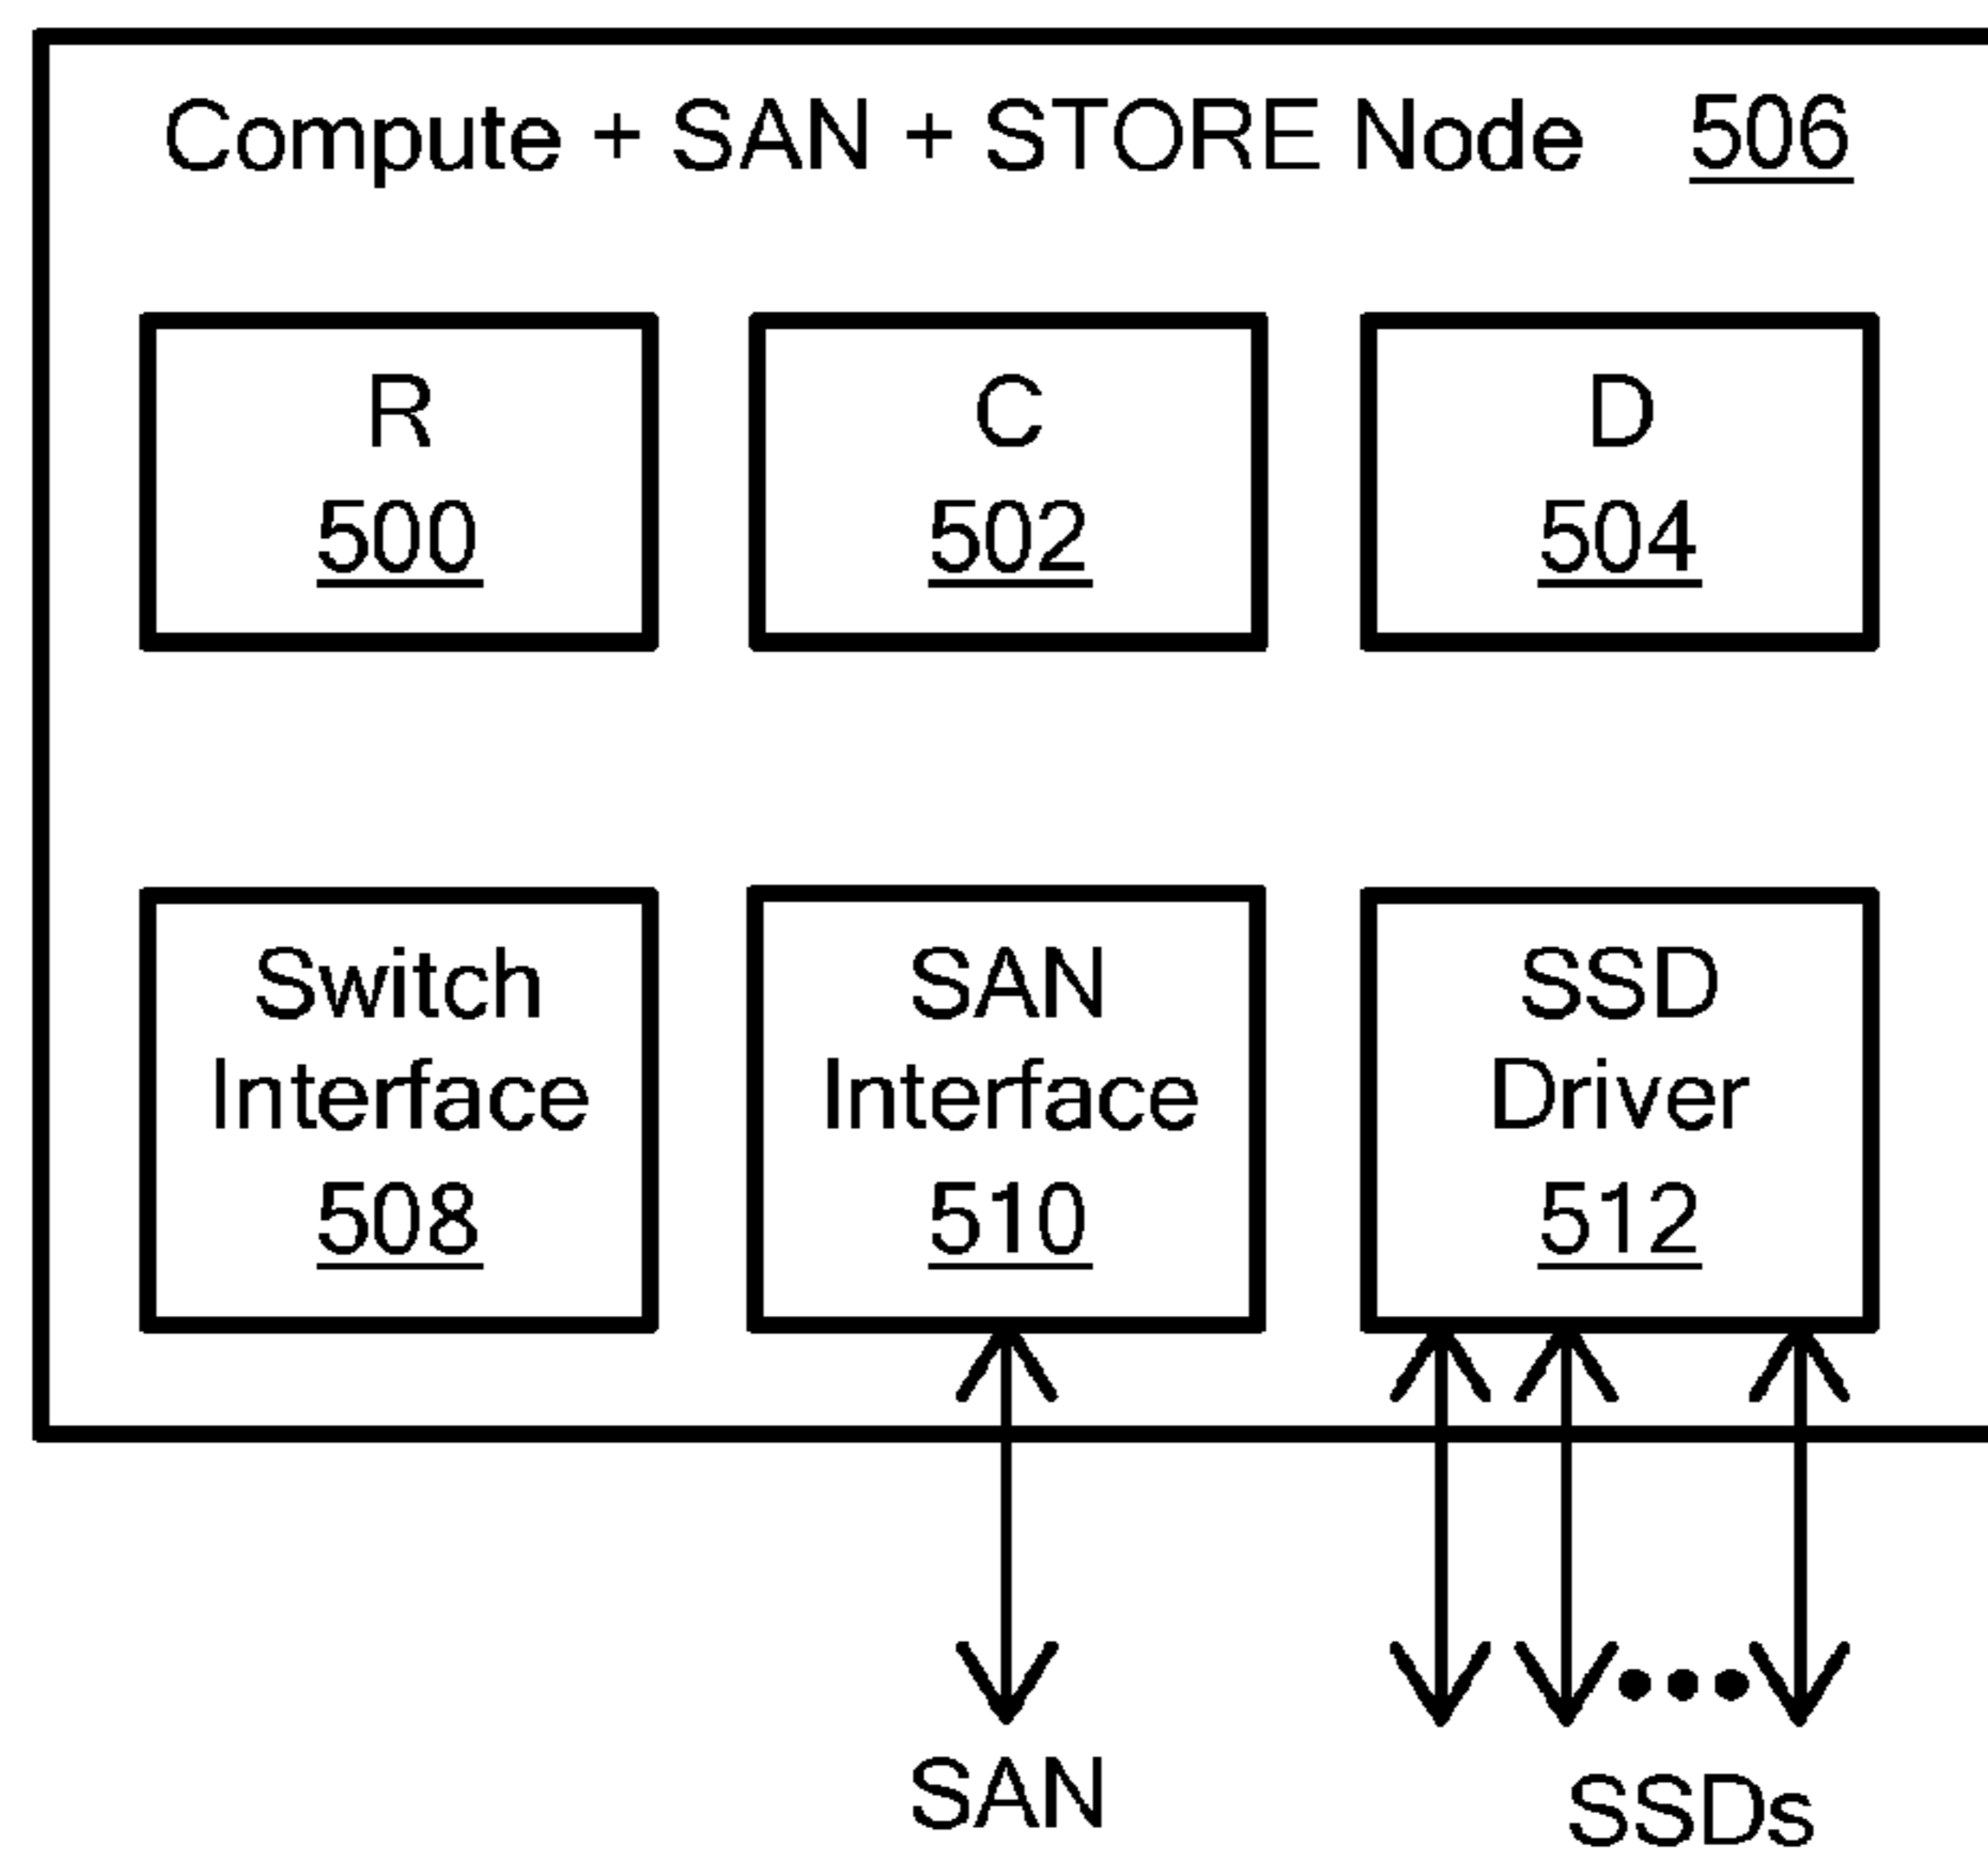 Compute + SAN + STORE Node 506
R
500
C
502
D
504
Switch
Interface
508
SAN
Interface
510
SSD
Driver
512
SAN
SSDs